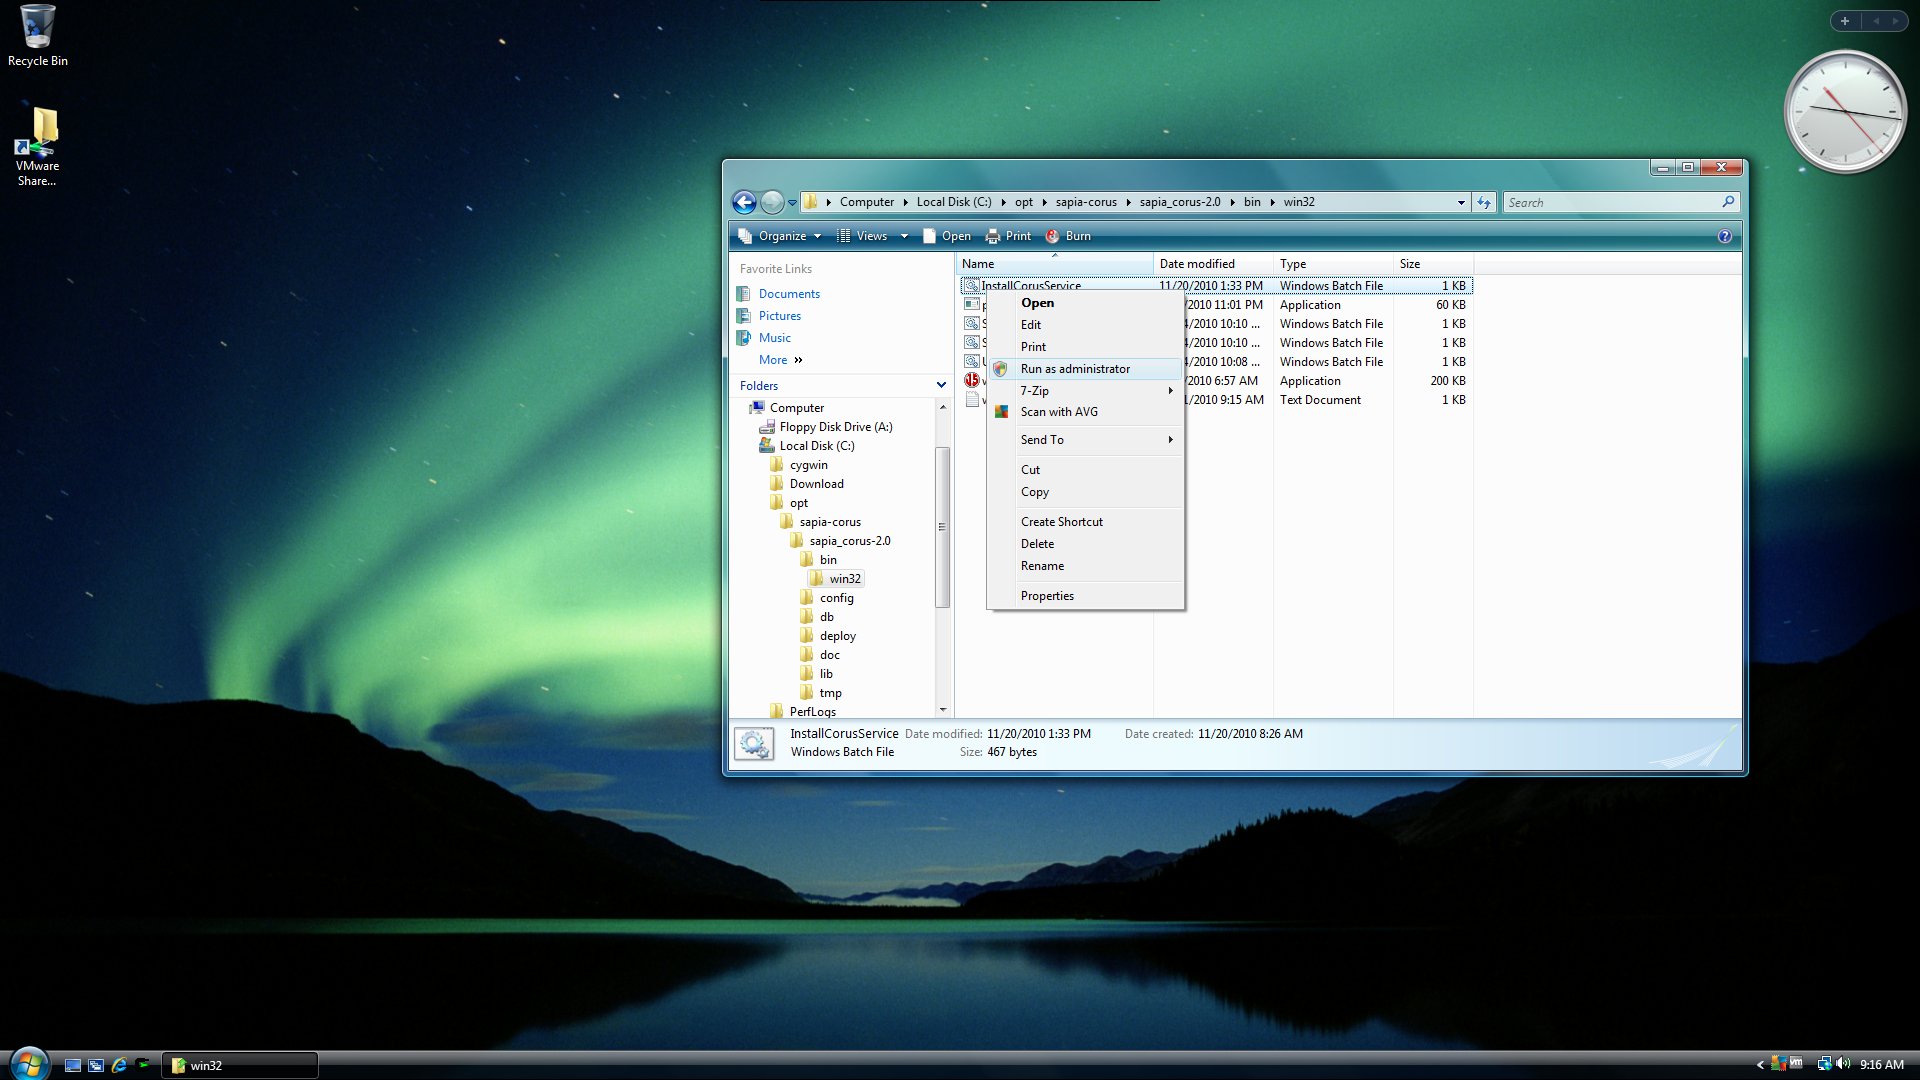 Recycle Bin
VMware
Share...
Computer Local Disk (C:) opt sapia-corus sapia_corus-2.0 bin win32
Search
Organize Views Open Print Burn
Favorite Links
Documents
Pictures
Music
More »
Folders
Computer
Floppy Disk Drive (A:)
Local Disk (C:)
cygwin
Download
opt
sapia-corus
sapia_corus-2.0
bin
win32
config
db
deploy
doc
lib
tmp
PerfLogs
Name Date modified Type Size
InstallCorusService 11/20/2010 1:33 PM Windows Batch File 1 KB
/2010 11:01 PM Application 60 KB
4/2010 10:10 ... Windows Batch File 1 KB
4/2010 10:10 ... Windows Batch File 1 KB
4/2010 10:08 ... Windows Batch File 1 KB
/2010 6:57 AM Application 200 KB
1/2010 9:15 AM Text Document 1 KB
Open
Edit
Print
Run as administrator
7-Zip
Scan with AVG
Send To
Cut
Copy
Create Shortcut
Delete
Rename
Properties
InstallCorusService Date modified: 11/20/2010 1:33 PM Date created: 11/20/2010 8:26 AM
Windows Batch File Size: 467 bytes
win32
9:16 AM